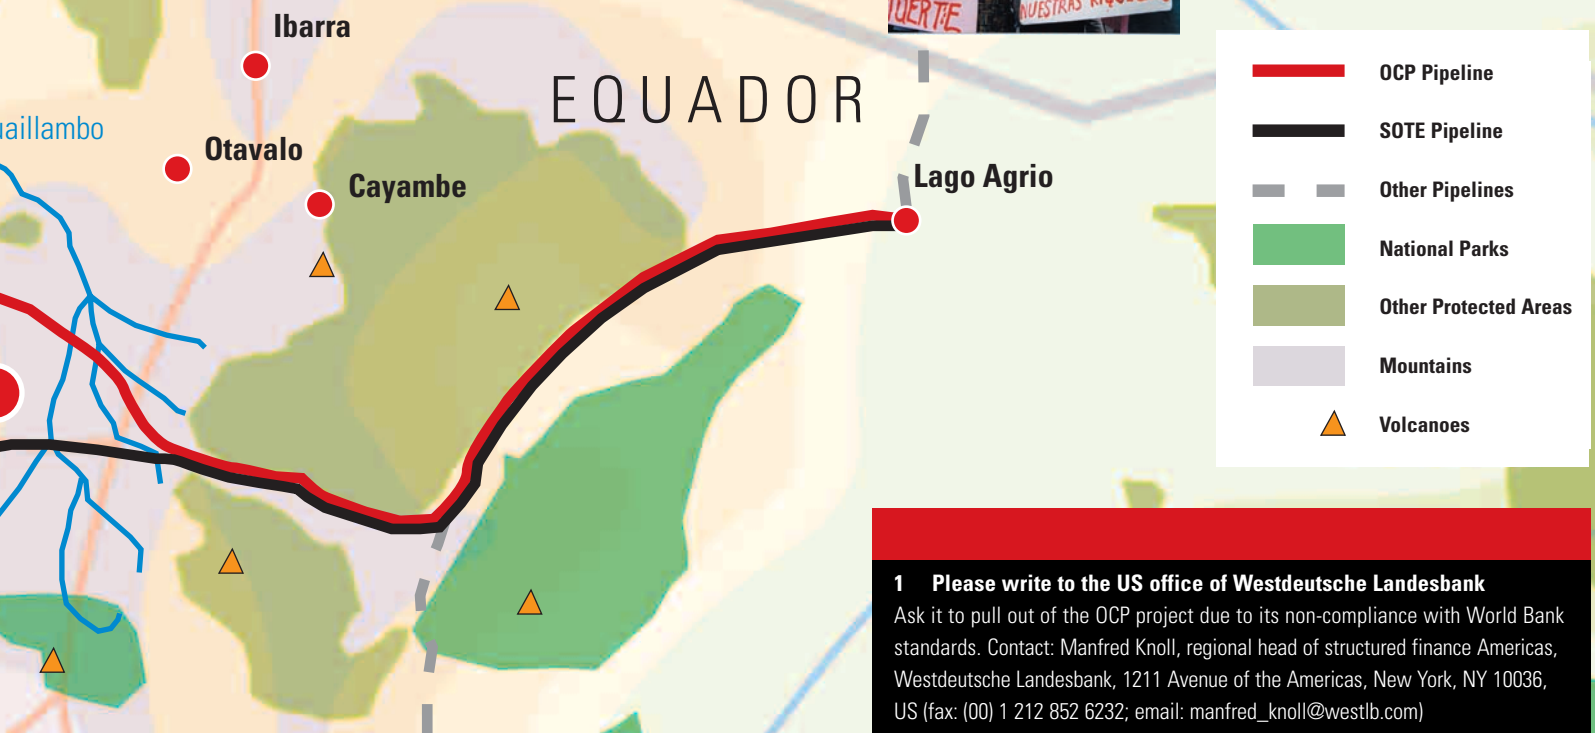 UERTE
NUESTRAS
Ibarra
EQUADOR
Otavalo
Cayambe
Lago Agrio
OCP Pipeline
SOTE Pipeline
Other Pipelines
National Parks
Other Protected Areas
Mountains
Volcanoes
1 Please write to the US office of Westdeutsche Landesbank
Ask it to pull out of the OCP project due to its non-compliance with World Bank
standards. Contact: Manfred Knoll, regional head of structured finance Americas,
Westdeutsche Landesbank, 1211 Avenue of the Americas, New York, NY 10036,
US (fax: (00) 1 212 852 6232; email: manfred_knoll@westlb.com)